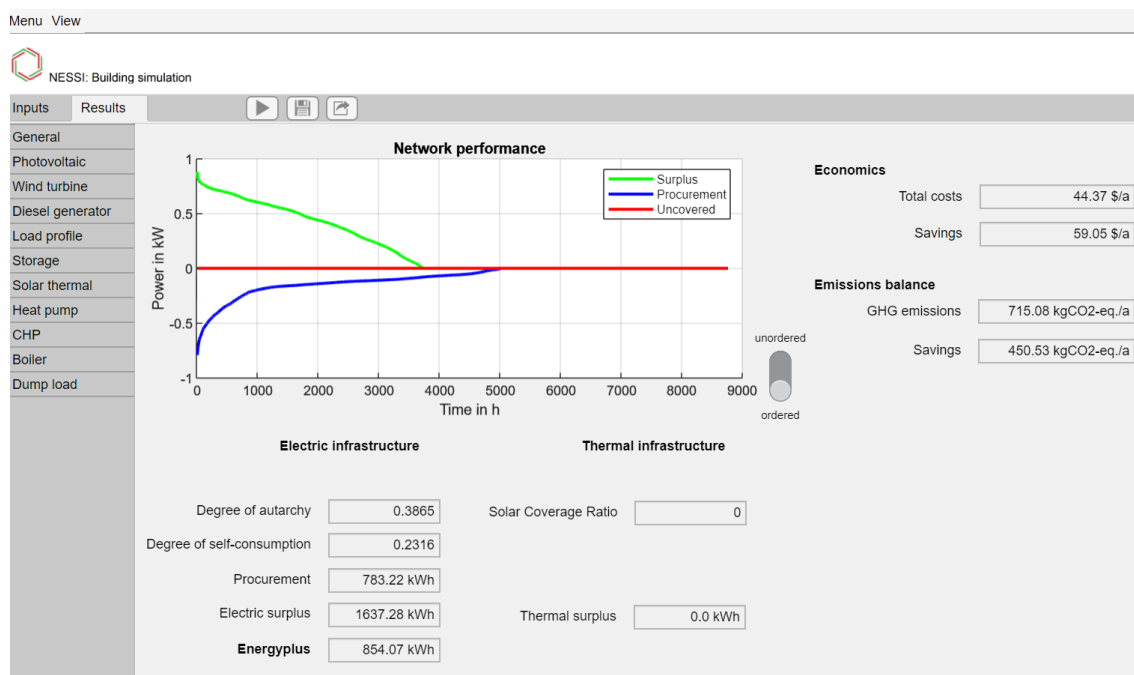 Menu View
NESSI: Building simulation
Inputs Results
General
Photovoltaic
Wind turbine
Diesel generator
Load profile
Storage
Solar thermal
Heat pump
CHP
Boiler
Dump load
Network performance
Surplus
Procurement
Uncovered
Power in kW
1
0.5
0
-0.5
-1
0 1000 2000 3000 4000 5000 6000 7000 8000 9000
Time in h
unordered
ordered
Economics
Total costs 44.37 $/a
Savings 59.05 $/a
Emissions balance
GHG emissions 715.08 kgCO2-eq./a
Savings 450.53 kgCO2-eq./a
Electric infrastructure
Degree of autarchy 0.3865
Degree of self-consumption 0.2316
Procurement 783.22 kWh
Electric surplus 1637.28 kWh
Energyplus 854.07 kWh
Thermal infrastructure
Solar Coverage Ratio 0
Thermal surplus 0.0 kWh